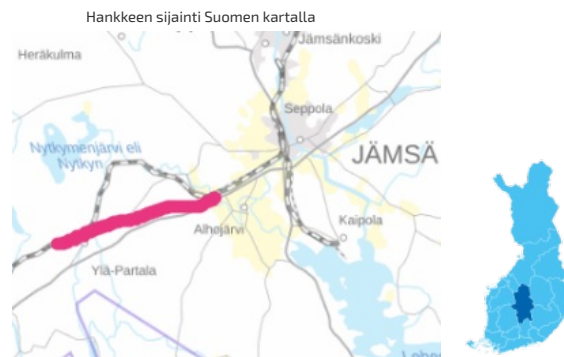 Hankkeen sijainti Suomen kartalla
Jämsänkoski
Heräkulma
Seppola
Nytkymenjärvi eli
Nytkyn
JÄMSÄ
Kaipola
Alhojärvi
Ylä-Partala